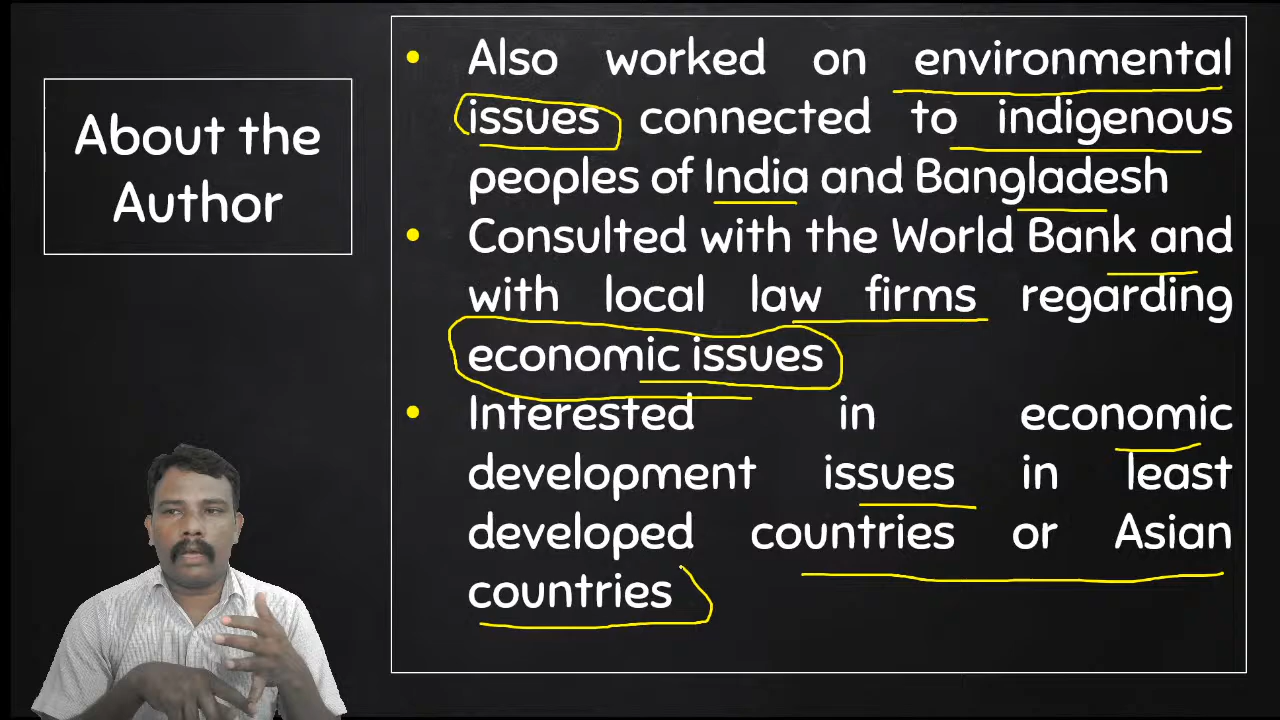 About the
Author
• Also worked on environmental
issues connected to indigenous
peoples of India and Bangladesh
• Consulted with the World Bank and
with local law firms regarding
economic issues
• Interested in economic
development issues in least
developed countries or Asian
countries